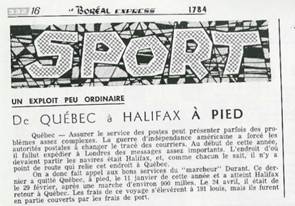 16 Le BORÉAL EXPRESS 1784
SPORT
UN EXPLOIT PEU ORDINAIRE
De QUÉBEC à HALIFAX À PIED
Québec — Assurer le service des postes peut présenter parfois des pro-
blèmes assez complexes. La guerre d'indépendance américaine a forcé les
autorités postales à changer le tracé des courriers. Au début de cette année,
il fallut expédier à Londres des messages assez importants. L'endroit d'où
devaient partir les navires était Halifax, et, comme chacun le sait, il n'y a
point de route qui relie cet endroit à Québec.
On a donc fait appel aux bons services du "marcheur" Durant. Ce der-
nier a quitté Québec, à pied, le 11 janvier de cette année et a atteint Halifax
le 29 février, après une marche d'environ 900 milles. Le 24 avril, il était de
retour à Québec. Les frais de ce voyage s'élevèrent à 191 louis, mais ils furent
en partie couverts par les frais de port.